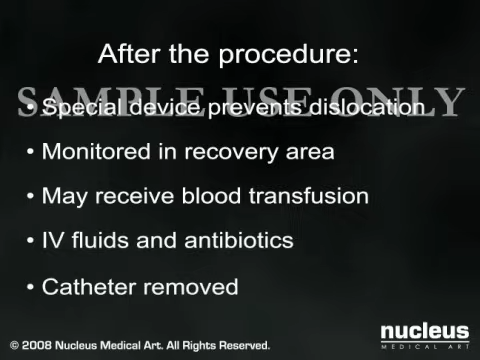 After the procedure:
SAMPLE USE ONLY
• Special device prevents dislocation
• Monitored in recovery area
• May receive blood transfusion
• IV fluids and antibiotics
• Catheter removed
nucleus
MEDICAL ART
© 2008 Nucleus Medical Art. All Rights Reserved.